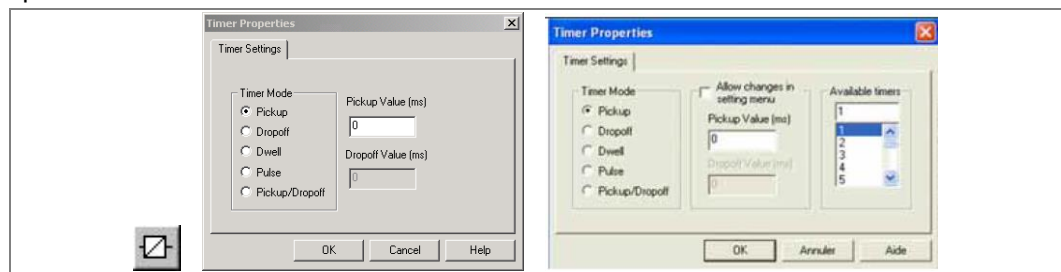 Timer Properties
Timer Settings
Timer Mode
Pickup
Dropoff
Dwell
Pulse
Pickup/Dropoff
Pickup Value (ms)
0
Dropoff Value (ms)
0
OK
Cancel
Help
Timer Properties
Timer Settings
Timer Mode
Pickup
Dropoff
Dwell
Pulse
Pickup/Dropoff
Allow changes in
setting menu
Pickup Value (ms)
0
Dropoff Value (ms)
0
Available timers
1
1
2
3
4
5
OK
Annuler
Aide